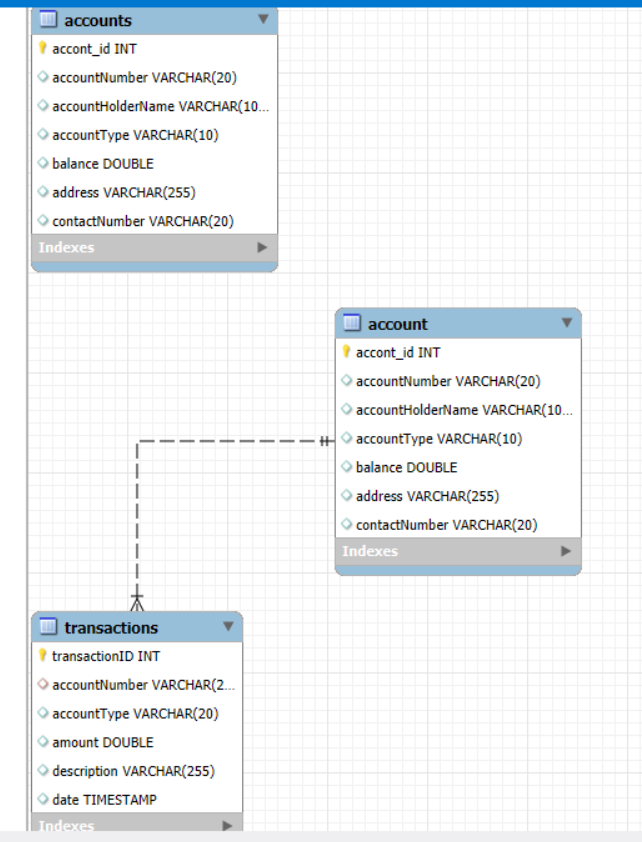 accounts
accont_id INT
accountNumber VARCHAR(20)
accountHolderName VARCHAR(10...
accountType VARCHAR(10)
balance DOUBLE
address VARCHAR(255)
contactNumber VARCHAR(20)
Indexes
account
accont_id INT
accountNumber VARCHAR(20)
accountHolderName VARCHAR(10...
accountType VARCHAR(10)
balance DOUBLE
address VARCHAR(255)
contactNumber VARCHAR(20)
Indexes
transactions
transactionID INT
accountNumber VARCHAR(2...
accountType VARCHAR(20)
amount DOUBLE
description VARCHAR(255)
date TIMESTAMP
Indexes